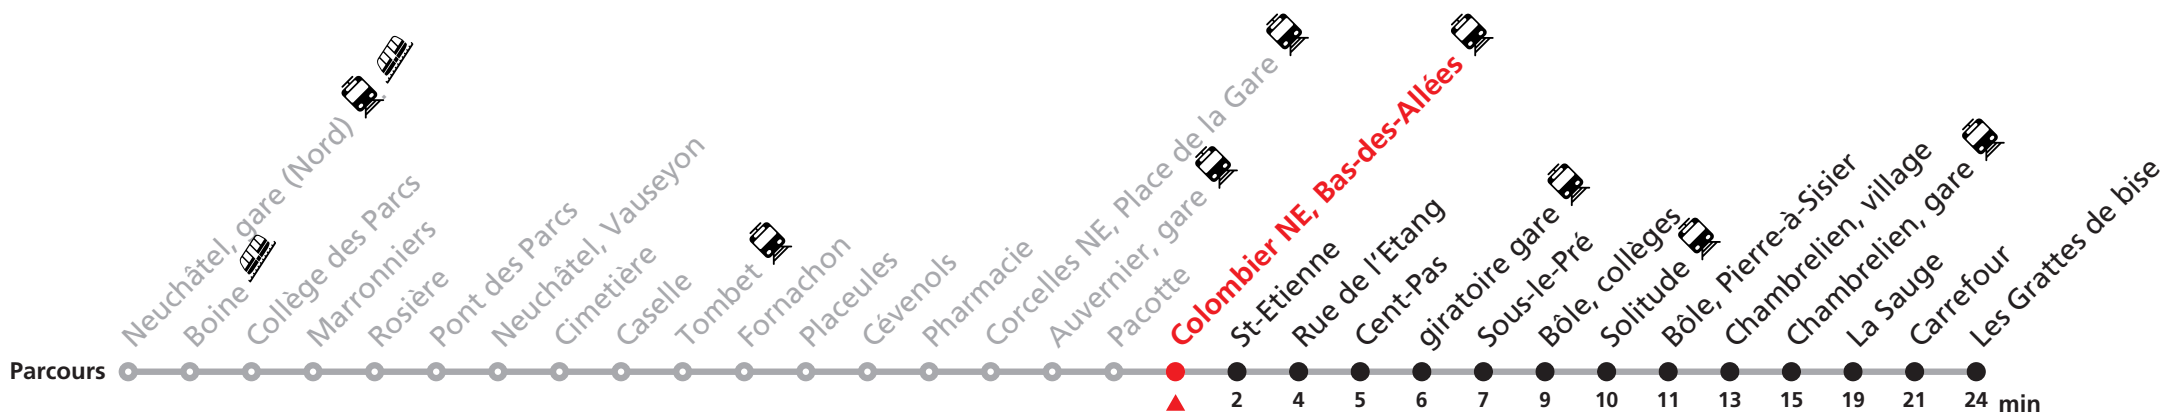 Neuchâtel, gare (Nord)
Boine
Collège des Parcs
Marronniers
Rosière
Pont des Parcs
Neuchâtel, Vauseyon
Cimetière
Caselle
Tombet
Fornachon
Placeules
Cévenols
Pharmacie
Corcelles NE, Place de la Gare
Auvernier, gare
Pacotte
Colombier NE, Bas-des-Allées
St-Etienne
Rue de l'Etang
Cent-Pas
giratoire gare
Sous-le-Pré
Bôle, collèges
Solitude
Bôle, Pierre-à-Sisier
Chambrelien, village
Chambrelien, gare
La Sauge
Carrefour
Les Grattes de bise
Parcours
2 4 5 6 7 9 10 11 13 15 19 21 24 min